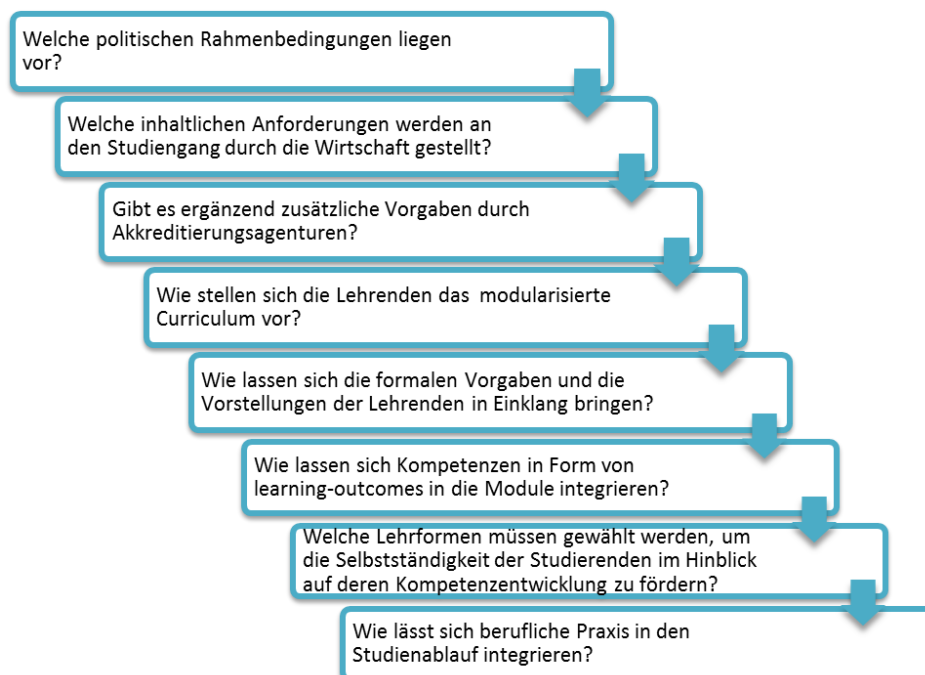 Welche politischen Rahmenbedingungen liegen
vor?
Welche inhaltlichen Anforderungen werden an
den Studiengang durch die Wirtschaft gestellt?
Gibt es ergänzend zusätzliche Vorgaben durch
Akkreditierungsagenturen?
Wie stellen sich die Lehrenden das modularisierte
Curriculum vor?
Wie lassen sich die formalen Vorgaben und die
Vorstellungen der Lehrenden in Einklang bringen?
Wie lassen sich Kompetenzen in Form von
learning-outcomes in die Module integrieren?
Welche Lehrformen müssen gewählt werden, um
die Selbstständigkeit der Studierenden im Hinblick
auf deren Kompetenzentwicklung zu fördern?
Wie lässt sich berufliche Praxis in den
Studienablauf integrieren?